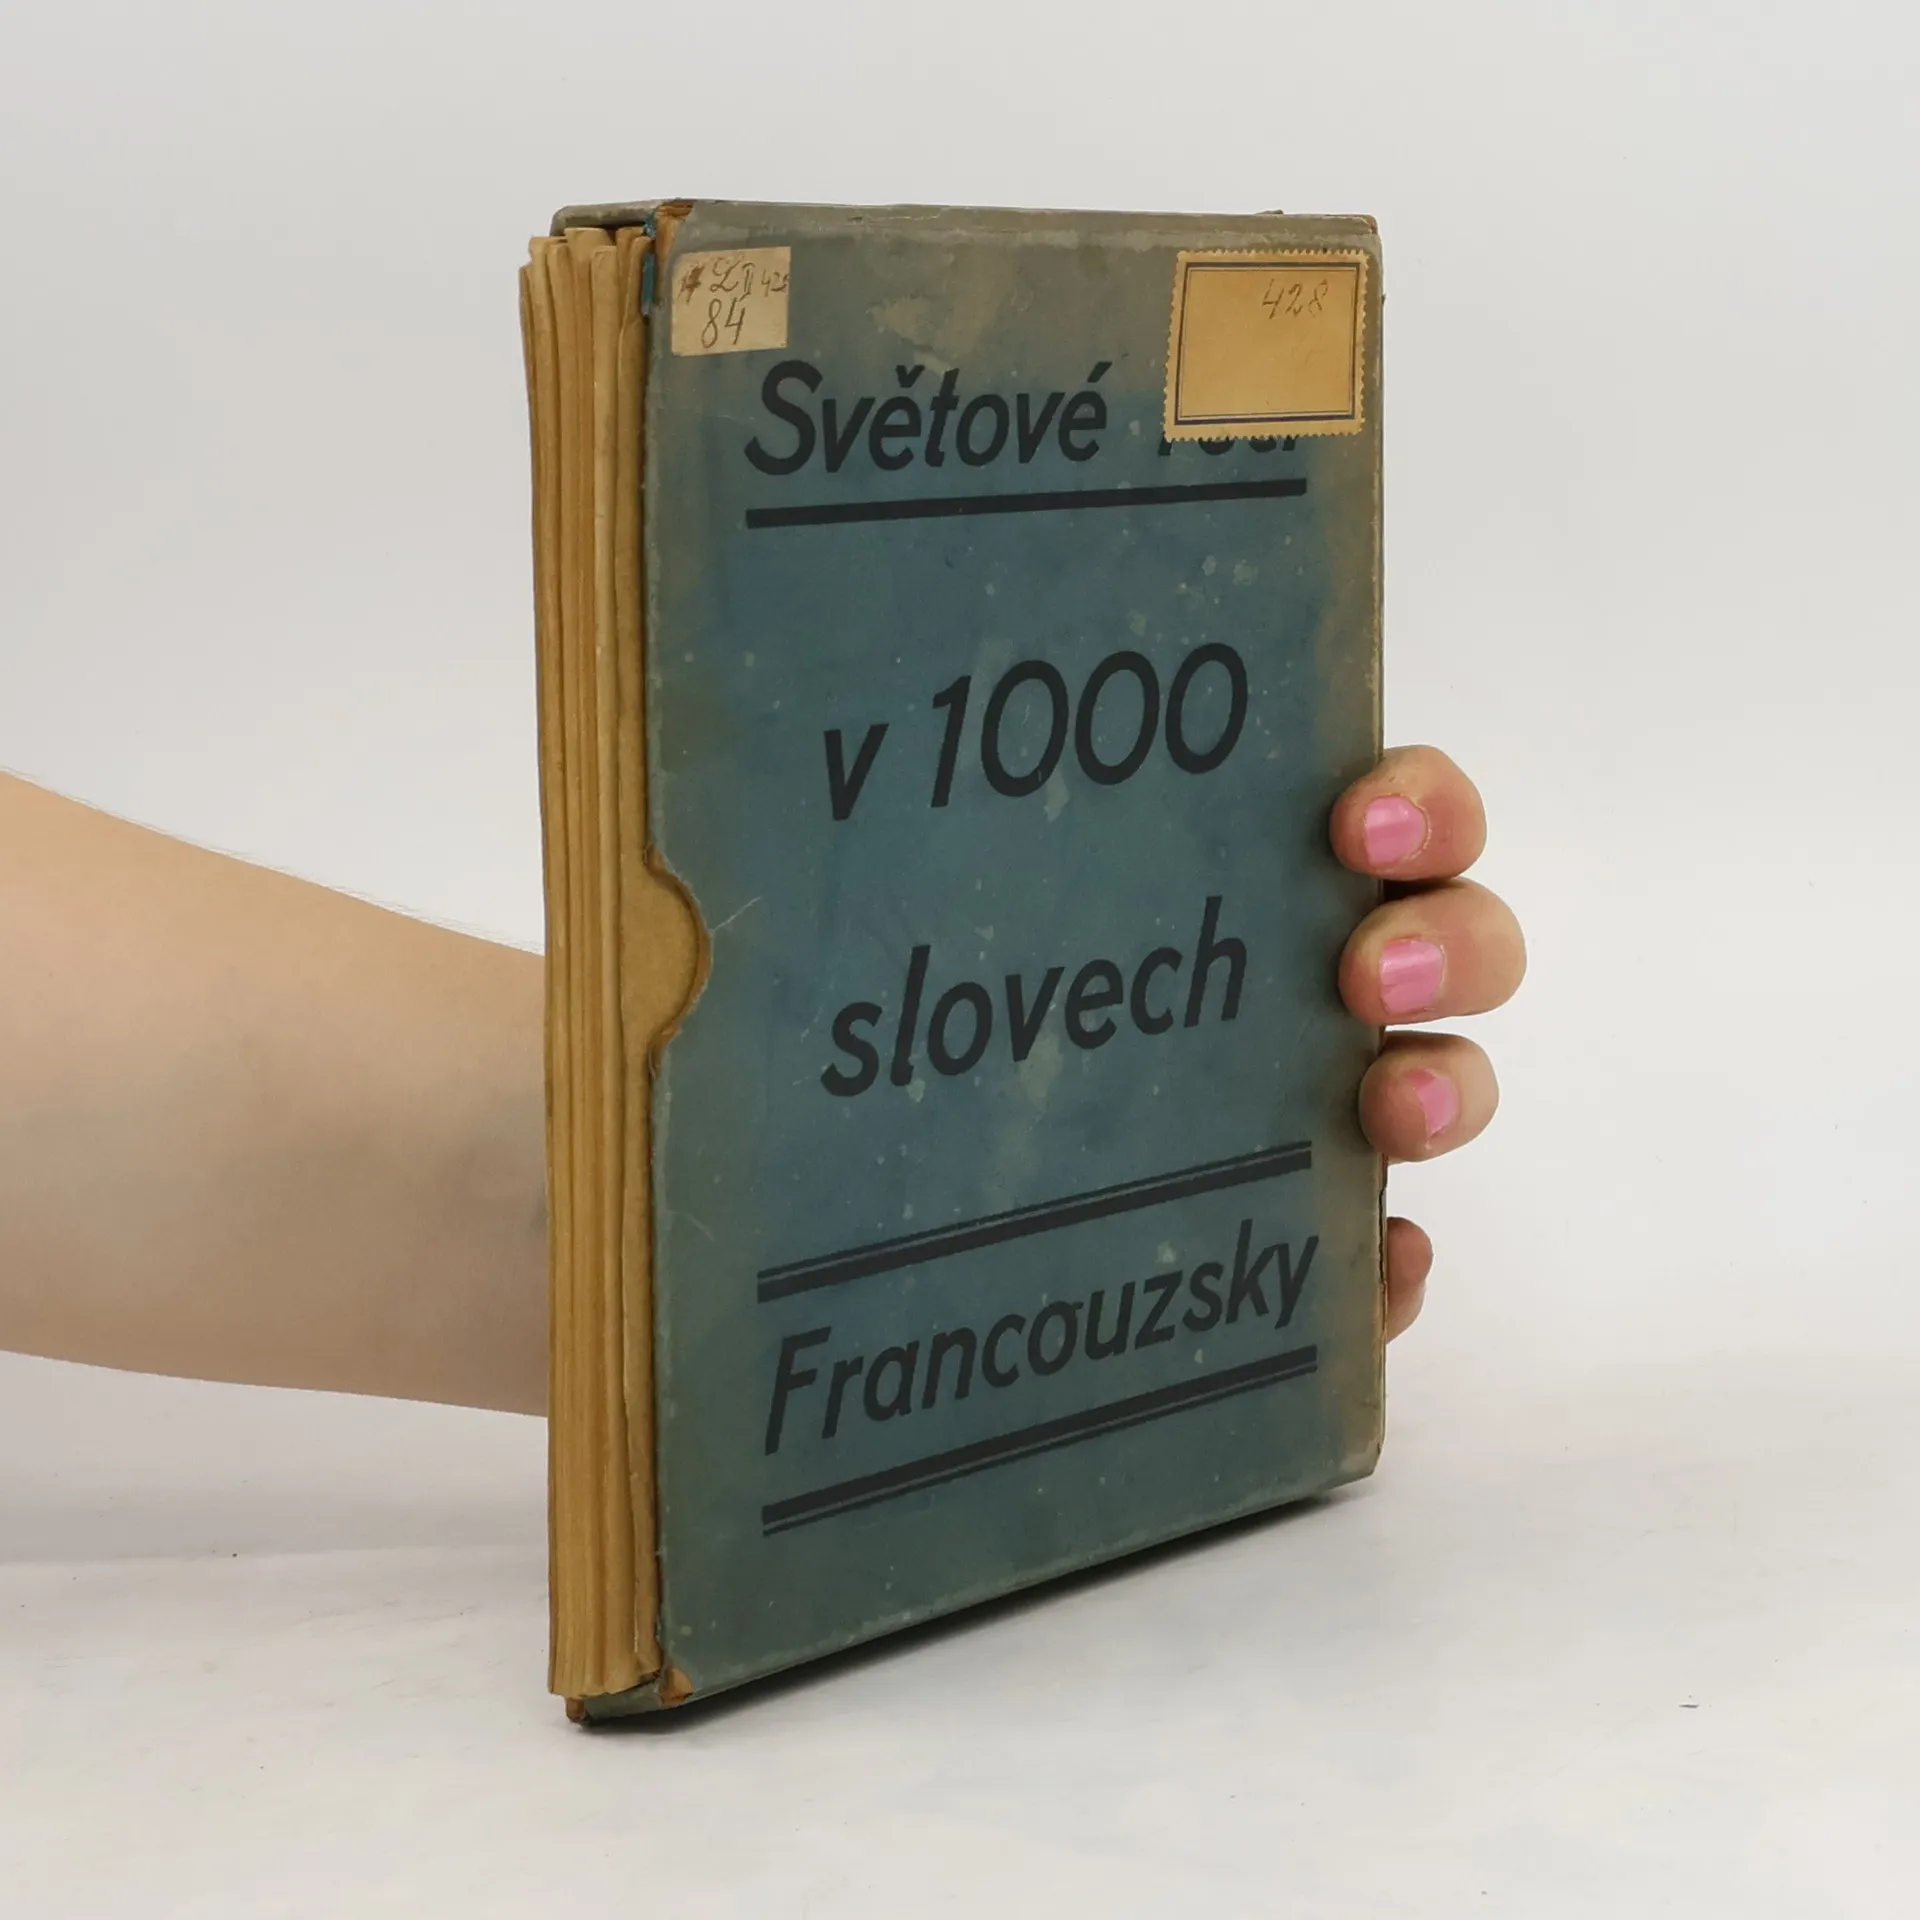 84
428
Světové
v 1000
slovech
Francouzsky